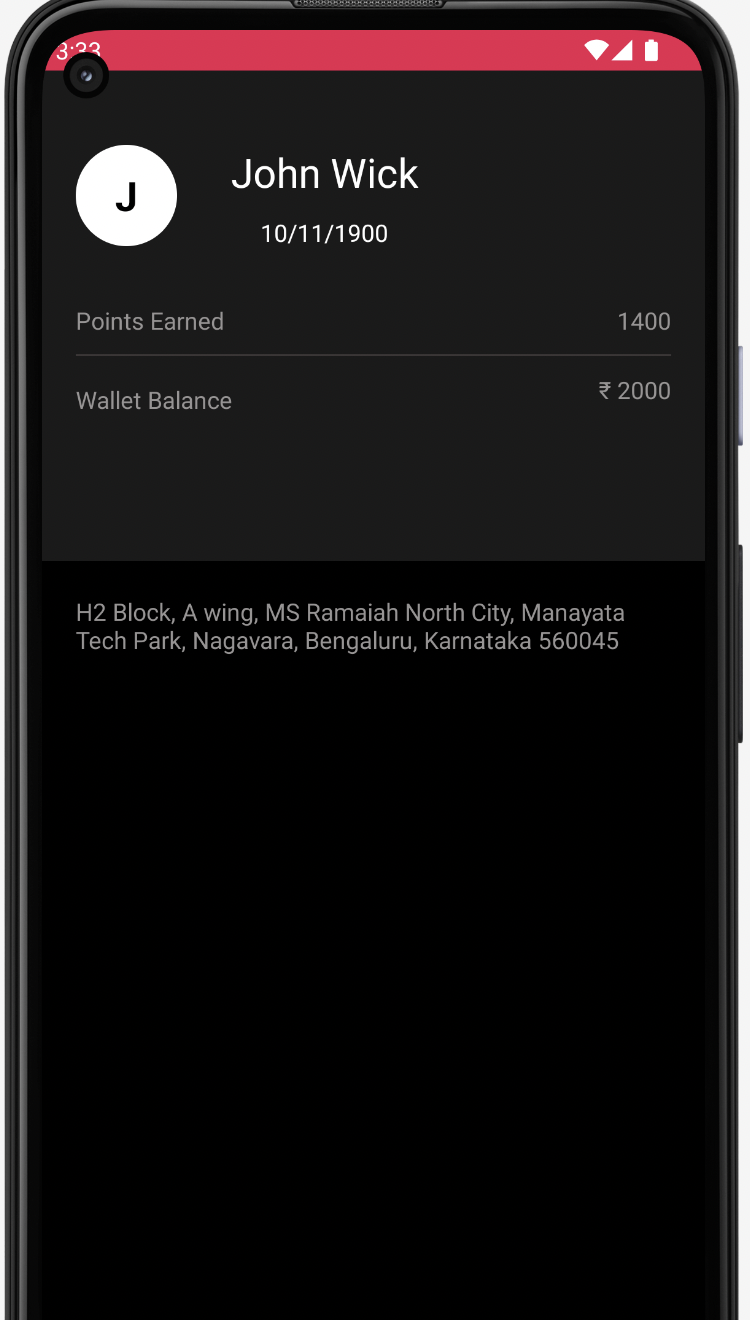 3:33
J
John Wick
10/11/1900
Points Earned 1400
Wallet Balance ₹ 2000
H2 Block, A wing, MS Ramaiah North City, Manayata
Tech Park, Nagavara, Bengaluru, Karnataka 560045